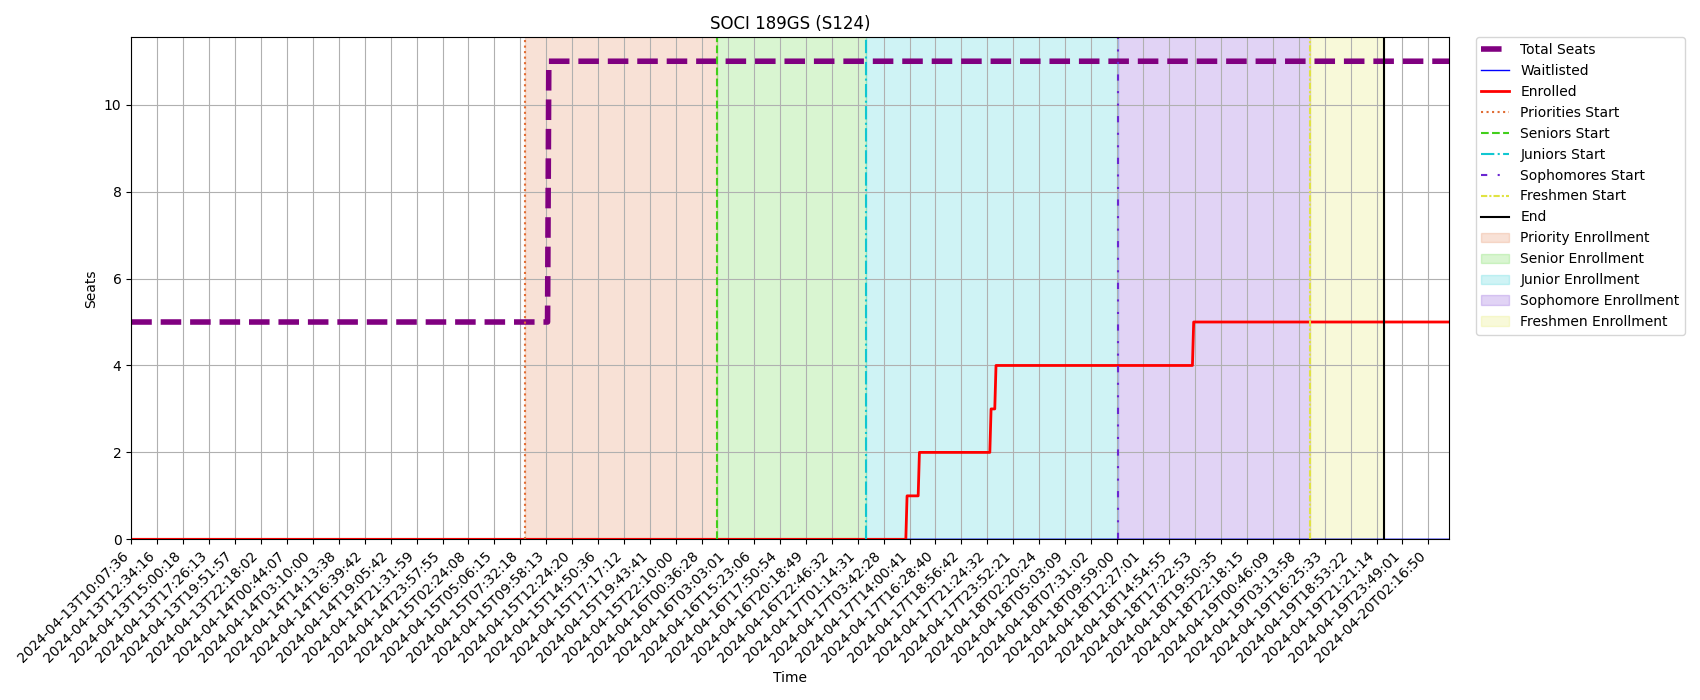 SOCI 189GS (S124)
Total Seats
Waitlisted
Enrolled
Priorities Start
Seniors Start
Juniors Start
Sophomores Start
Freshmen Start
End
Priority Enrollment
Senior Enrollment
Junior Enrollment
Sophomore Enrollment
Freshmen Enrollment
Seats
10
8
6
4
2
0
2024-04-13T10:07:36
2024-04-13T12:34:16
2024-04-13T15:00:18
2024-04-13T17:26:13
2024-04-13T19:51:57
2024-04-13T22:18:02
2024-04-14T00:44:07
2024-04-14T03:10:00
2024-04-14T14:13:38
2024-04-14T16:39:42
2024-04-14T19:05:42
2024-04-14T21:31:59
2024-04-14T23:57:55
2024-04-15T02:24:08
2024-04-15T05:06:15
2024-04-15T07:32:18
2024-04-15T09:58:13
2024-04-15T12:24:20
2024-04-15T14:50:36
2024-04-15T17:17:12
2024-04-15T19:43:41
2024-04-15T22:10:00
2024-04-16T00:36:28
2024-04-16T03:03:01
2024-04-16T15:23:06
2024-04-16T17:50:54
2024-04-16T20:18:49
2024-04-16T22:46:32
2024-04-17T01:14:31
2024-04-17T03:42:28
2024-04-17T14:00:41
2024-04-17T16:28:40
2024-04-17T18:56:42
2024-04-17T21:24:32
2024-04-17T23:52:21
2024-04-18T02:20:24
2024-04-18T05:03:09
2024-04-18T07:31:02
2024-04-18T09:59:00
2024-04-18T12:27:01
2024-04-18T14:54:55
2024-04-18T17:22:53
2024-04-18T19:50:35
2024-04-18T22:18:15
2024-04-19T00:46:09
2024-04-19T03:13:58
2024-04-19T16:25:33
2024-04-19T18:53:22
2024-04-19T21:21:14
2024-04-19T23:49:01
2024-04-20T02:16:50
Time